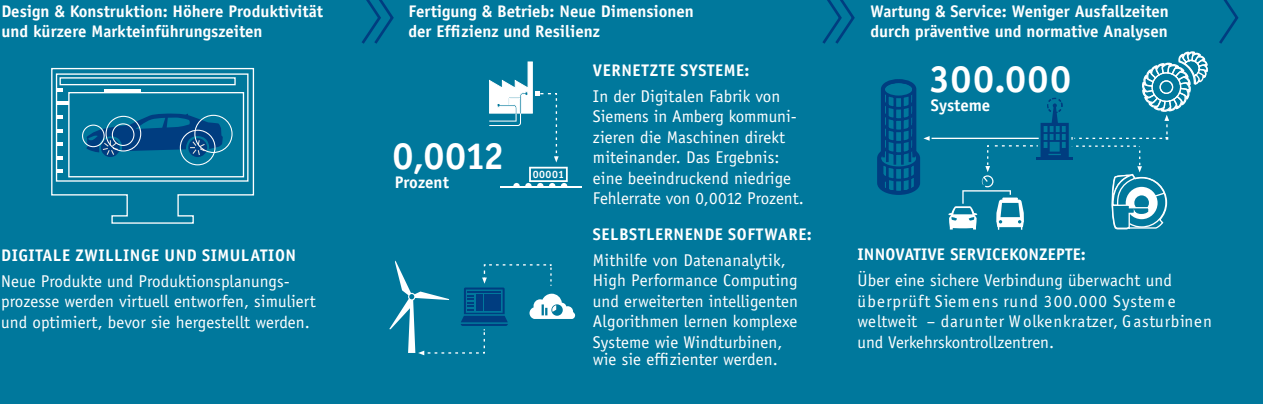 Design & Konstruktion: Höhere Produktivität
und kürzere Markteinführungszeiten
DIGITALE ZWILLINGE UND SIMULATION
Neue Produkte und Produktionsplanungs-
prozesse werden virtuell entworfen, simuliert
und optimiert, bevor sie hergestellt werden.
Fertigung & Betrieb: Neue Dimensionen
der Effizienz und Resilienz
0,0012
Prozent
00001
VERNETZTE SYSTEME:
In der Digitalen Fabrik von
Siemens in Amberg kommuni-
zieren die Maschinen direkt
miteinander. Das Ergebnis:
eine beeindruckend niedrige
Fehlerrate von 0,0012 Prozent.
SELBSTLERNENDE SOFTWARE:
Mithilfe von Datenanalytik,
High Performance Computing
und erweiterten intelligenten
Algorithmen lernen komplexe
Systeme wie Windturbinen,
wie sie effizienter werden.
Wartung & Service: Weniger Ausfallzeiten
durch präventive und normative Analysen
300.000
Systeme
INNOVATIVE SERVICEKONZEPTE:
Über eine sichere Verbindung überwacht und
überprüft Siemens rund 300.000 Systeme
weltweit – darunter Wolkenkratzer, Gasturbinen
und Verkehrskontrollzentren.